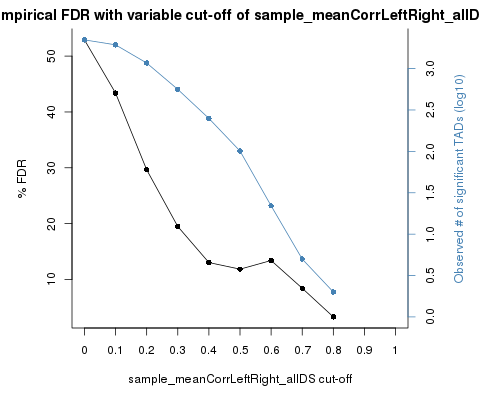 mpirical FDR with variable cut-off of sample_meanCorrLeftRight_allD
% FDR
50
40
30
20
10
3.0
2.5
2.0
1.5
1.0
0.5
0.0
Observed # of significant TADs (log10)
0 0.1 0.2 0.3 0.4 0.5 0.6 0.7 0.8 0.9 1
sample_meanCorrLeftRight_allDS cut-off